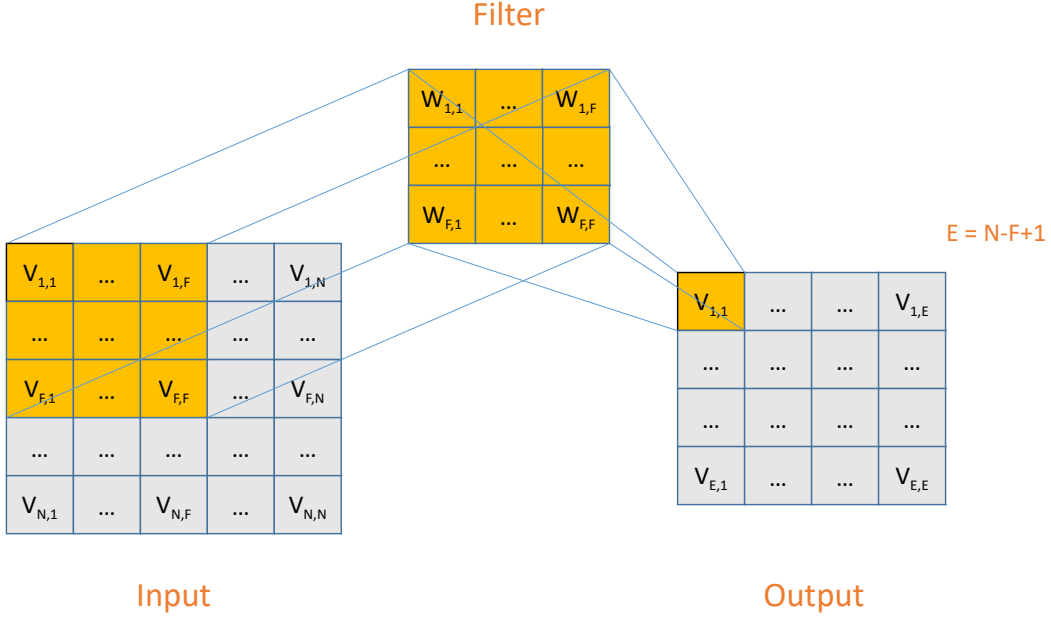 Filter
W1,1 ... W1,F
... ... ...
WF,1 ... WF,F
E = N-F+1
V1,1 ... V1,F ... V1,N
... ... ... ... ...
VF,1 ... VF,F ... VF,N
... ... ... ... ...
VN,1 ... VN,F ... VN,N
Input
V1,1 ... ... V1,E
... ... ... ...
... ... ... ...
VE,1 ... ... VE,E
Output